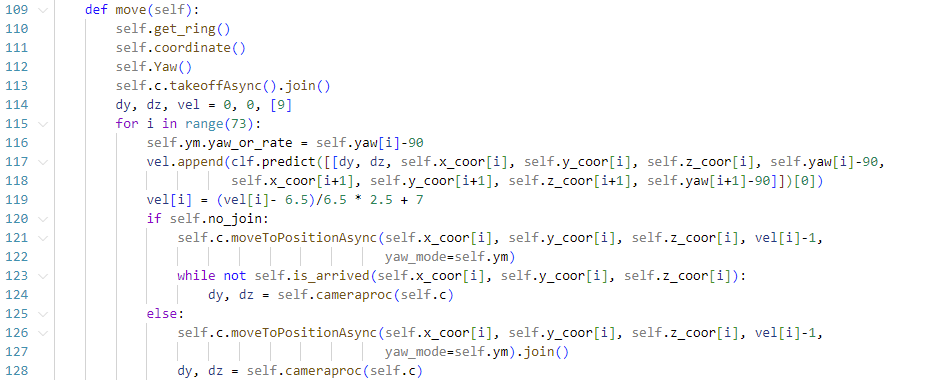 109 def move(self):
110 self.get_ring()
111 self.coordinate()
112 self.Yaw()
113 self.c.takeoffAsync().join()
114 dy, dz, vel = 0, 0, [9]
115 for i in range(73):
116 self.ym.yaw_or_rate = self.yaw[i]-90
117 vel.append(clf.predict([[dy, dz, self.x_coor[i], self.y_coor[i], self.z_coor[i], self.yaw[i]-90,
118 self.x_coor[i+1], self.y_coor[i+1], self.z_coor[i+1], self.yaw[i+1]-90]])[0])
119 vel[i] = (vel[i]- 6.5)/6.5 * 2.5 + 7
120 if self.no_join:
121 self.c.moveToPositionAsync(self.x_coor[i], self.y_coor[i], self.z_coor[i], vel[i]-1,
122 yaw_mode=self.ym)
123 while not self.is_arrived(self.x_coor[i], self.y_coor[i], self.z_coor[i]):
124 dy, dz = self.cameraproc(self.c)
125 else:
126 self.c.moveToPositionAsync(self.x_coor[i], self.y_coor[i], self.z_coor[i], vel[i]-1,
127 yaw_mode=self.ym).join()
128 dy, dz = self.cameraproc(self.c)